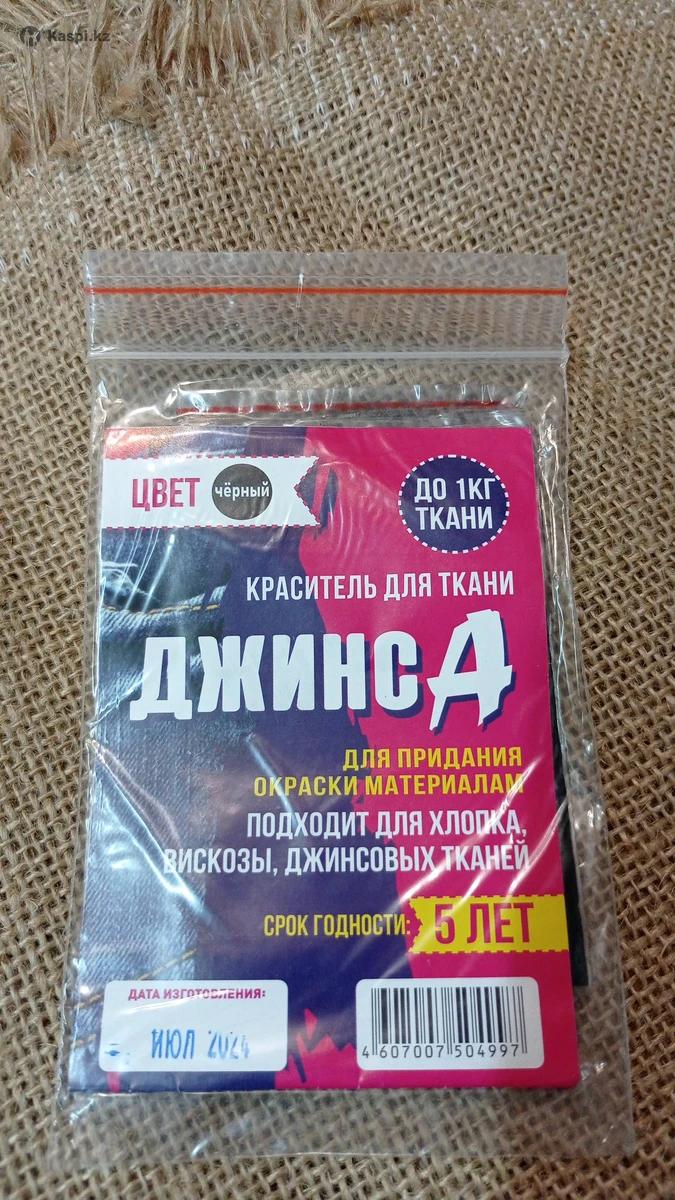 Kaspi.kz
ЦВЕТ чёрный
ДО 1КГ
ТКАНИ
КРАСИТЕЛЬ ДЛЯ ТКАНИ
ДЖИНСА
ДЛЯ ПРИДАНИЯ
ОКРАСКИ МАТЕРИАЛАМ
ПОДХОДИТ ДЛЯ ХЛОПКА,
ВИСКОЗЫ, ДЖИНСОВЫХ ТКАНЕЙ
СРОК ГОДНОСТИ: 5 ЛЕТ
ДАТА ИЗГОТОВЛЕНИЯ:
ИЮЛ 2024
4 607007 504997